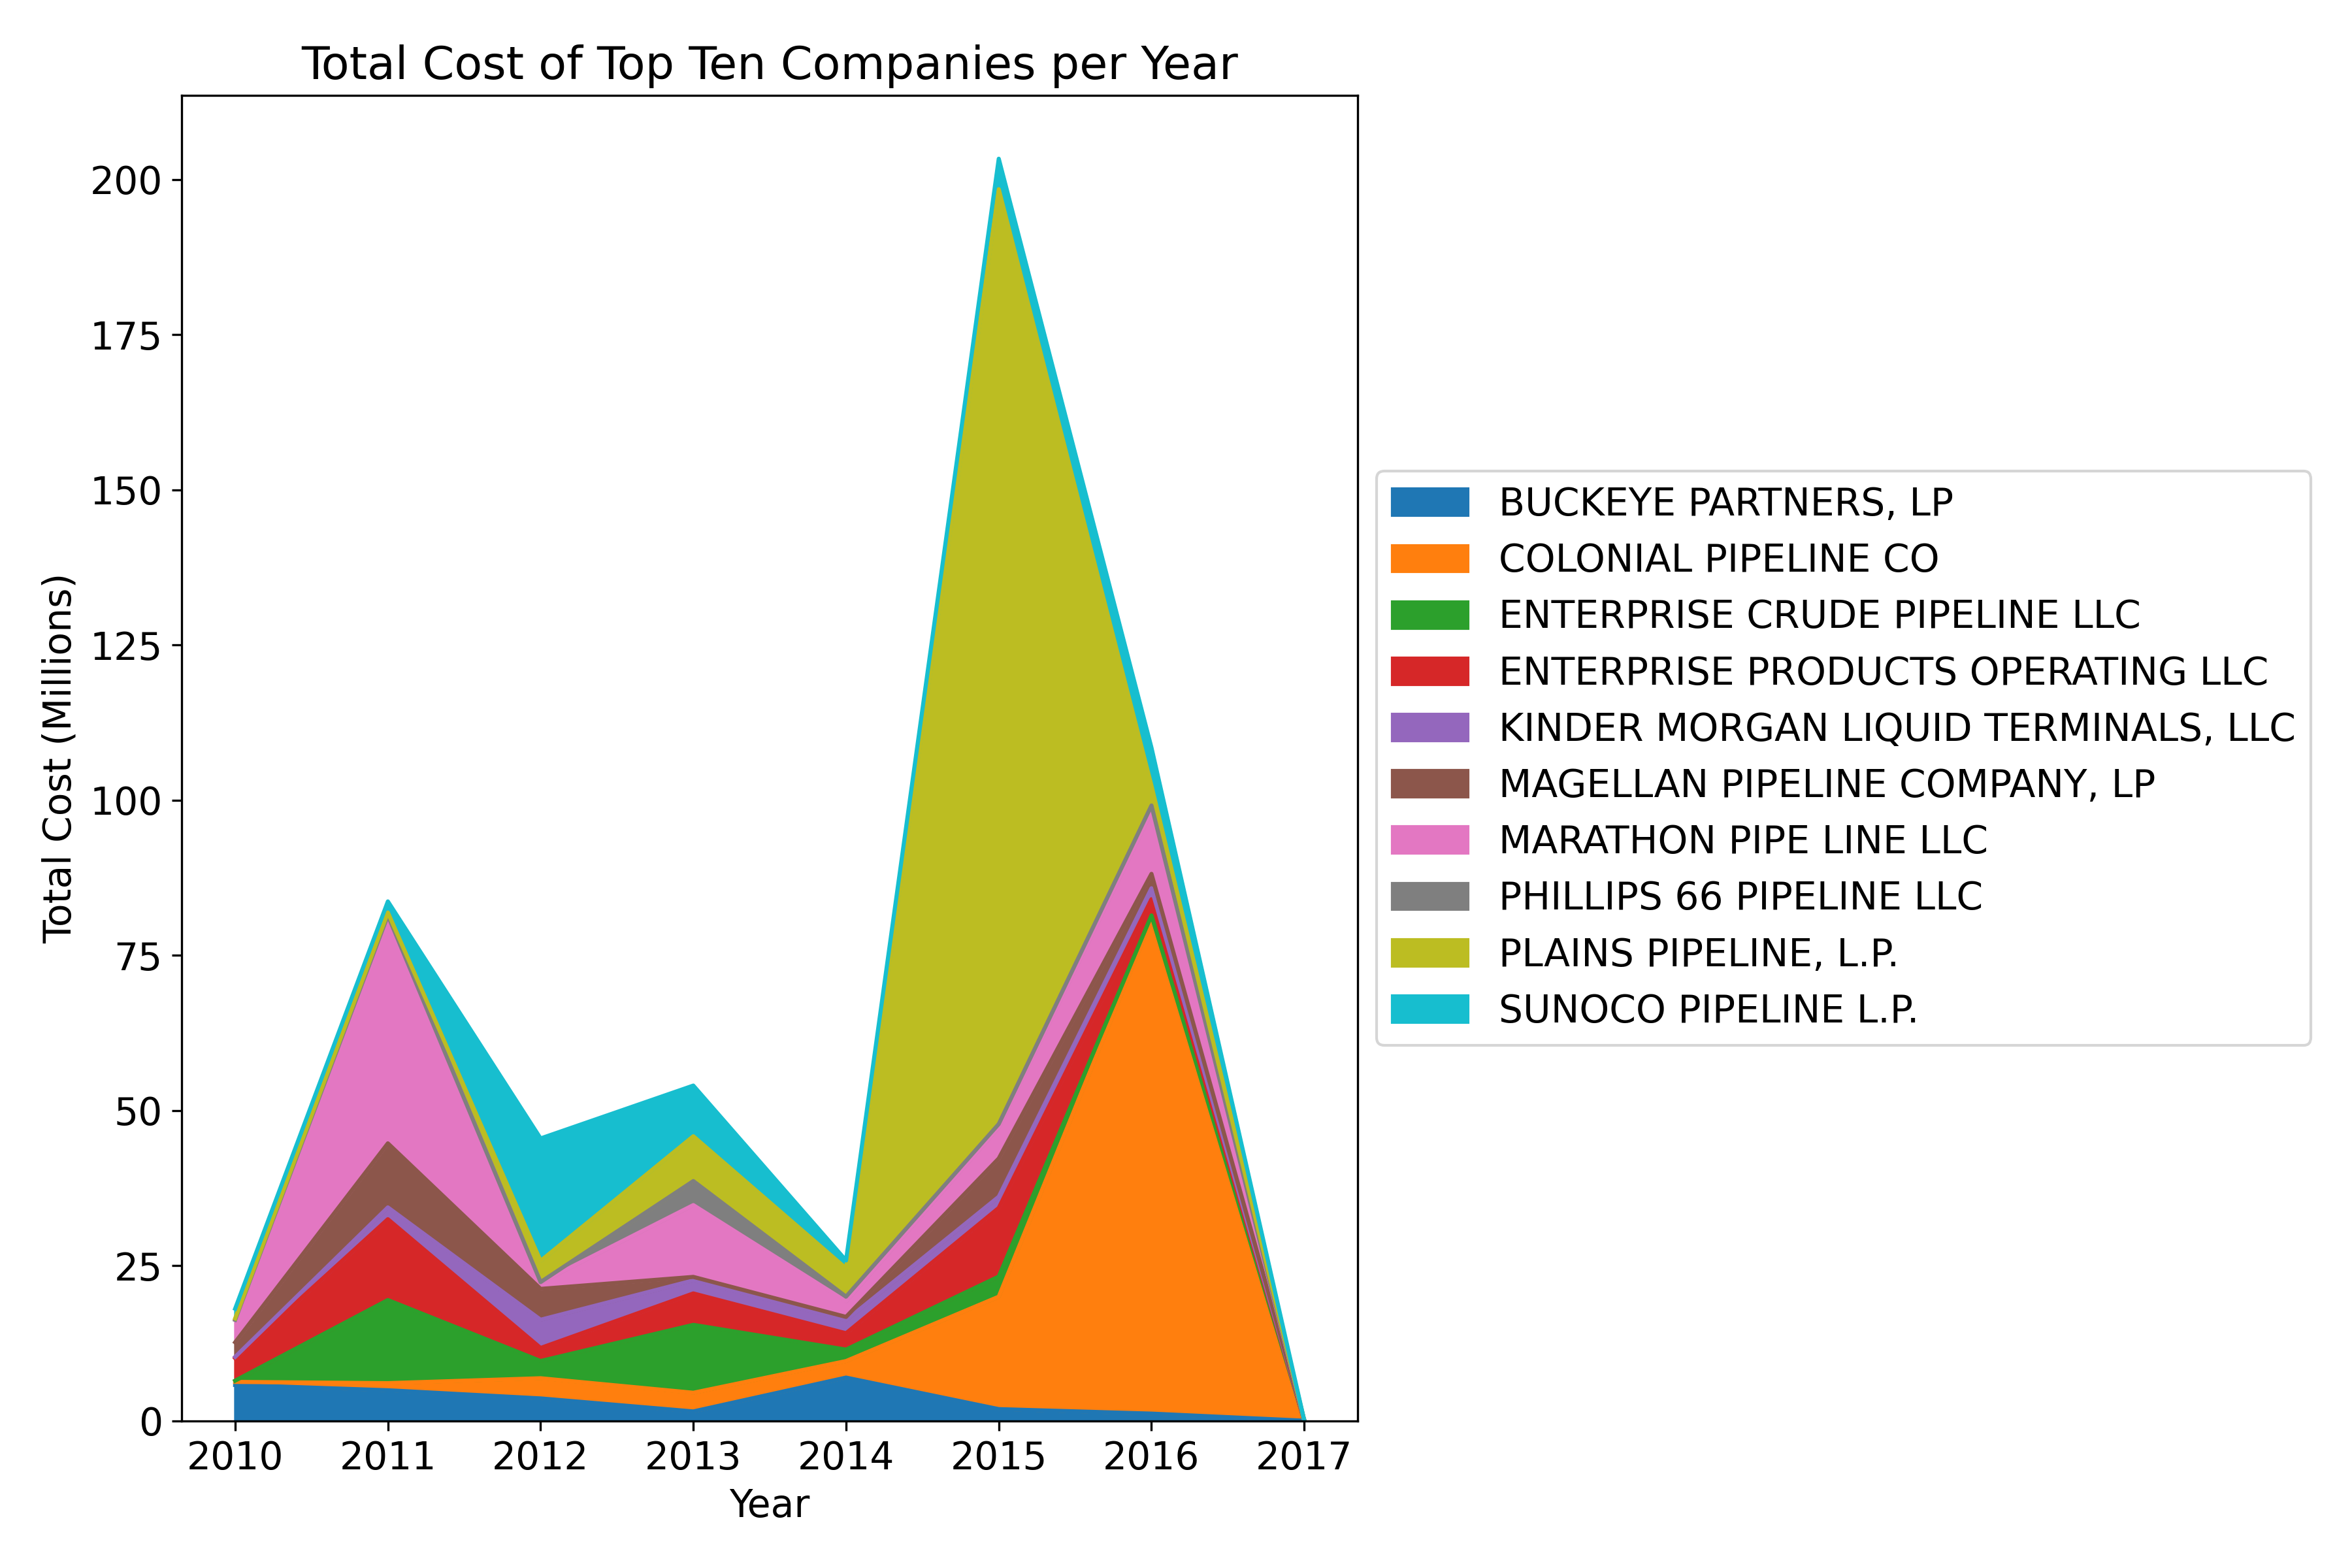 Total Cost of Top Ten Companies per Year
Total Cost (Millions)
200
175
150
125
100
75
50
25
0
2010 2011 2012 2013 2014 2015 2016 2017
Year
BUCKEYE PARTNERS, LP
COLONIAL PIPELINE CO
ENTERPRISE CRUDE PIPELINE LLC
ENTERPRISE PRODUCTS OPERATING LLC
KINDER MORGAN LIQUID TERMINALS, LLC
MAGELLAN PIPELINE COMPANY, LP
MARATHON PIPE LINE LLC
PHILLIPS 66 PIPELINE LLC
PLAINS PIPELINE, L.P.
SUNOCO PIPELINE L.P.